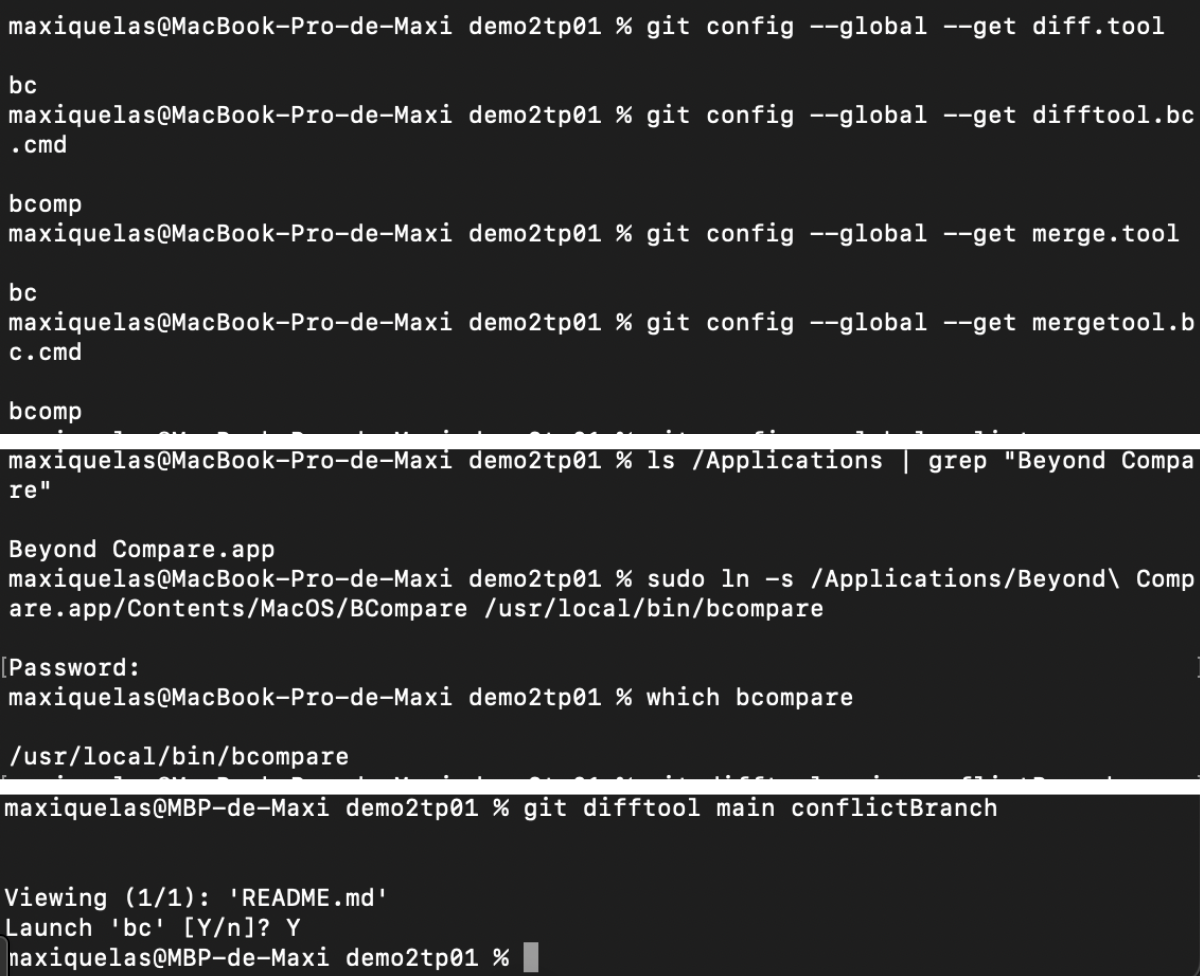 maxiquelas@MacBook-Pro-de-Maxi demo2tp01 % git config --global --get diff.tool
bc
maxiquelas@MacBook-Pro-de-Maxi demo2tp01 % git config --global --get difftool.bc
.cmd
bcomp
maxiquelas@MacBook-Pro-de-Maxi demo2tp01 % git config --global --get merge.tool
bc
maxiquelas@MacBook-Pro-de-Maxi demo2tp01 % git config --global --get mergetool.b
c.cmd
bcomp
maxiquelas@MacBook-Pro-de-Maxi demo2tp01 % ls /Applications | grep "Beyond Compa
re"
Beyond Compare.app
maxiquelas@MacBook-Pro-de-Maxi demo2tp01 % sudo ln -s /Applications/Beyond\ Comp
are.app/Contents/MacOS/BCompare /usr/local/bin/bcompare
[Password:
maxiquelas@MacBook-Pro-de-Maxi demo2tp01 % which bcompare
/usr/local/bin/bcompare
maxiquelas@MBP-de-Maxi demo2tp01 % git difftool main conflictBranch
Viewing (1/1): 'README.md'
Launch 'bc' [Y/n]? Y
maxiquelas@MBP-de-Maxi demo2tp01 %